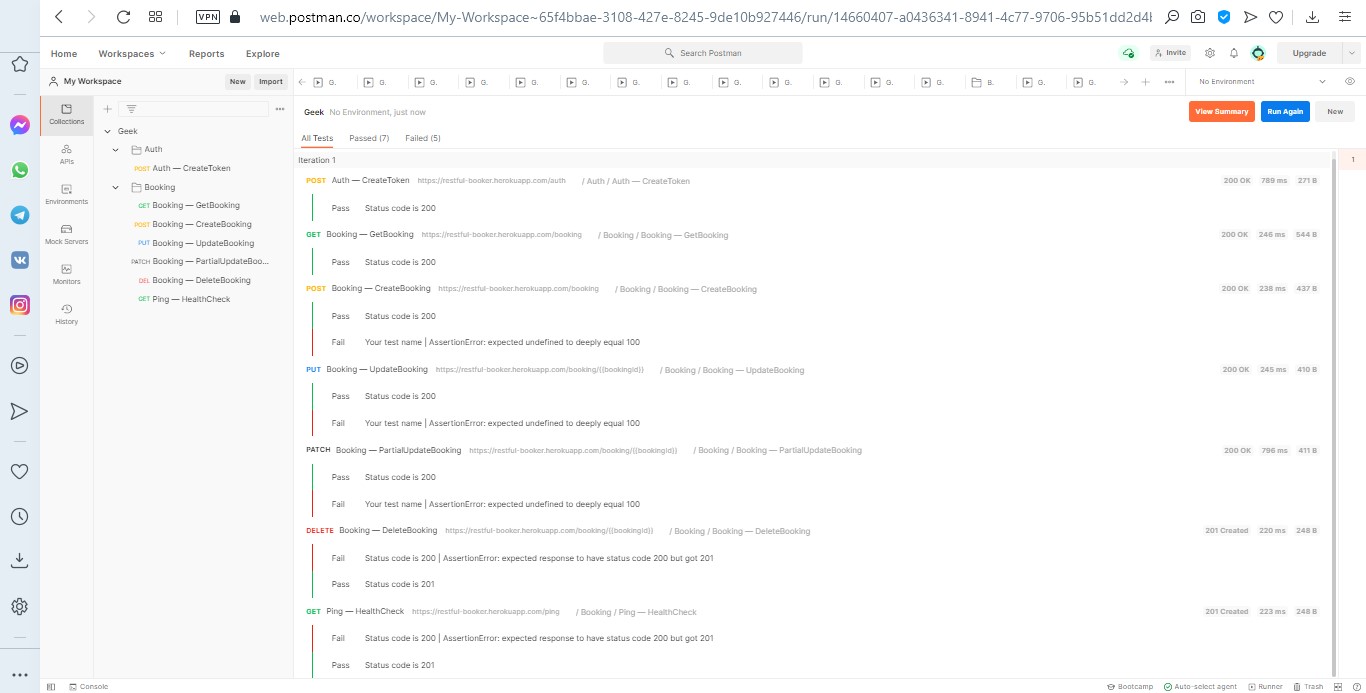 VPN web.postman.co/workspace/My-Workspace~65f4bbae-3108-427e-8245-9de10b927446/run/14660407-a0436341-8941-4c77-9706-95b51dd2d4b
Home Workspaces Reports Explore Search Postman Invite Upgrade
My Workspace New Import G. G. G. G. G. G. G. G. G. G. G. G. G. B. G. G. No Environment
Collections
APIs
Environments
Mock Servers
Monitors
History
Geek
Auth
POST Auth — CreateToken
Booking
GET Booking — GetBooking
POST Booking — CreateBooking
PUT Booking — UpdateBooking
PATCH Booking — PartialUpdateBoo...
DEL Booking — DeleteBooking
GET Ping — HealthCheck
Geek No Environment, just now View Summary Run Again New
All Tests Passed (7) Failed (5)
Iteration 1 1
POST Auth — CreateToken https://restful-booker.herokuapp.com/auth / Auth / Auth — CreateToken 200 OK 789 ms 271 B
Pass Status code is 200
GET Booking — GetBooking https://restful-booker.herokuapp.com/booking / Booking / Booking — GetBooking 200 OK 246 ms 544 B
Pass Status code is 200
POST Booking — CreateBooking https://restful-booker.herokuapp.com/booking / Booking / Booking — CreateBooking 200 OK 238 ms 437 B
Pass Status code is 200
Fail Your test name | AssertionError: expected undefined to deeply equal 100
PUT Booking — UpdateBooking https://restful-booker.herokuapp.com/booking/{{bookingid}} / Booking / Booking — UpdateBooking 200 OK 245 ms 410 B
Pass Status code is 200
Fail Your test name | AssertionError: expected undefined to deeply equal 100
PATCH Booking — PartialUpdateBooking https://restful-booker.herokuapp.com/booking/{{bookingid}} / Booking / Booking — PartialUpdateBooking 200 OK 796 ms 411 B
Pass Status code is 200
Fail Your test name | AssertionError: expected undefined to deeply equal 100
DELETE Booking — DeleteBooking https://restful-booker.herokuapp.com/booking/{{bookingid}} / Booking / Booking — DeleteBooking 201 Created 220 ms 248 B
Fail Status code is 200 | AssertionError: expected response to have status code 200 but got 201
Pass Status code is 201
GET Ping — HealthCheck https://restful-booker.herokuapp.com/ping / Booking / Ping — HealthCheck 201 Created 223 ms 248 B
Fail Status code is 200 | AssertionError: expected response to have status code 200 but got 201
Pass Status code is 201
Console Bootcamp Auto-select agent Runner Trash